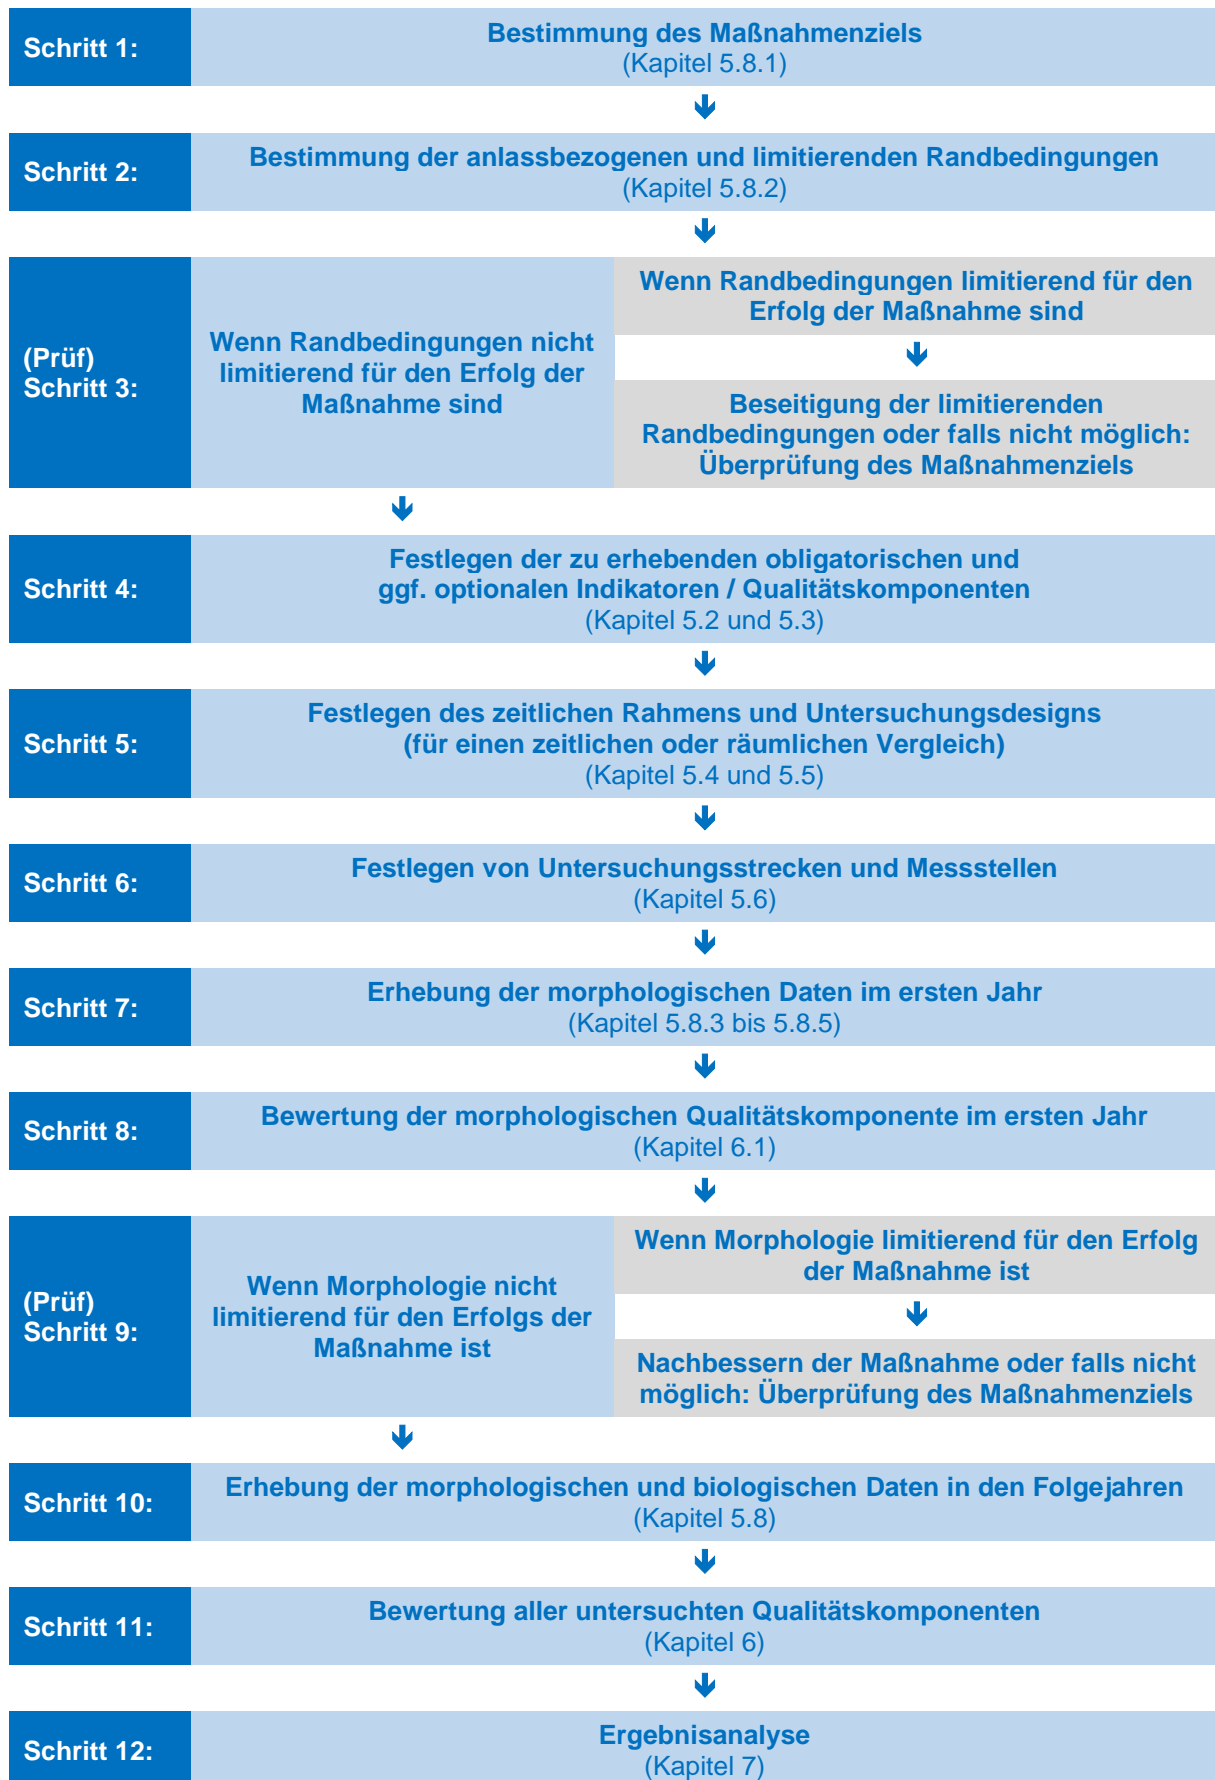 Schritt 1:
Bestimmung des Maßnahmenziels
(Kapitel 5.8.1)
Schritt 2:
Bestimmung der anlassbezogenen und limitierenden Randbedingungen
(Kapitel 5.8.2)
(Prüf)
Schritt 3:
Wenn Randbedingungen nicht
limitierend für den Erfolg der
Maßnahme sind
Wenn Randbedingungen limitierend für den
Erfolg der Maßnahme sind
Beseitigung der limitierenden
Randbedingungen oder falls nicht möglich:
Überprüfung des Maßnahmenziels
Schritt 4:
Festlegen der zu erhebenden obligatorischen und
ggf. optionalen Indikatoren / Qualitätskomponenten
(Kapitel 5.2 und 5.3)
Schritt 5:
Festlegen des zeitlichen Rahmens und Untersuchungsdesigns
(für einen zeitlichen oder räumlichen Vergleich)
(Kapitel 5.4 und 5.5)
Schritt 6:
Festlegen von Untersuchungsstrecken und Messstellen
(Kapitel 5.6)
Schritt 7:
Erhebung der morphologischen Daten im ersten Jahr
(Kapitel 5.8.3 bis 5.8.5)
Schritt 8:
Bewertung der morphologischen Qualitätskomponente im ersten Jahr
(Kapitel 6.1)
(Prüf)
Schritt 9:
Wenn Morphologie nicht
limitierend für den Erfolgs der
Maßnahme ist
Wenn Morphologie limitierend für den Erfolg
der Maßnahme ist
Nachbessern der Maßnahme oder falls nicht
möglich: Überprüfung des Maßnahmenziels
Schritt 10:
Erhebung der morphologischen und biologischen Daten in den Folgejahren
(Kapitel 5.8)
Schritt 11:
Bewertung aller untersuchten Qualitätskomponenten
(Kapitel 6)
Schritt 12:
Ergebnisanalyse
(Kapitel 7)